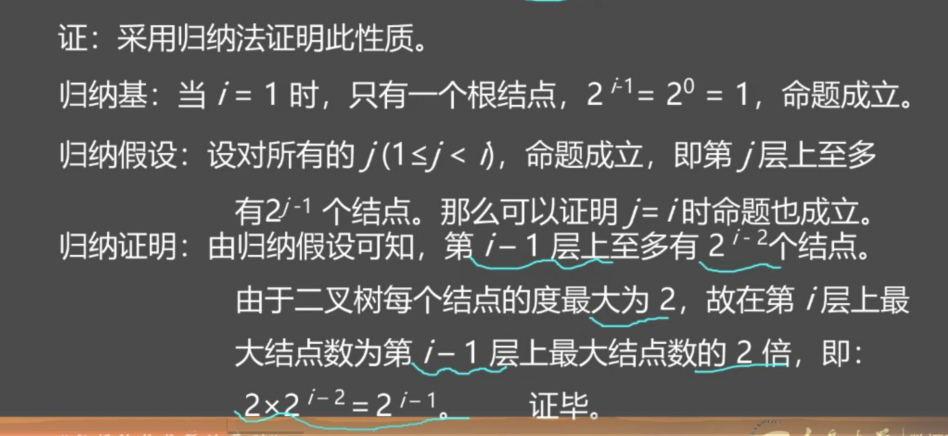 证：采用归纳法证明此性质。
归纳基：当 i = 1 时，只有一个根结点，2^{i-1} = 2^0 = 1，命题成立。
归纳假设：设对所有的 j (1≤j < i)，命题成立，即第 j 层上至多
有2^{j-1} 个结点。那么可以证明 j= i 时命题也成立。
归纳证明：由归纳假设可知，第 i – 1 层上至多有 2^{i-2}个结点。
由于二叉树每个结点的度最大为 2，故在第 i 层上最
大结点数为第 i – 1 层上最大结点数的 2 倍，即：
2×2^{i-2} = 2^{i-1}。 证毕。